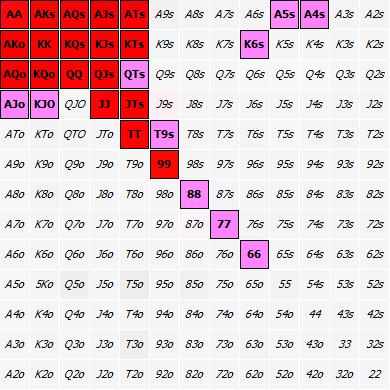 AA AKs AQs AJs ATs A9s A8s A7s A6s A5s A4s A3s A2s
AKo KK KQs KJs KTs K9s K8s K7s K6s K5s K4s K3s K2s
AQo KQo QQ QJs QTs Q9s Q8s Q7s Q6s Q5s Q4s Q3s Q2s
AJo KJO QJO JJ JTs J9s J8s J7s J6s J5s J4s J3s J2s
ATo KTo QTO JTo TT T9s T8s T7s T6s T5s T4s T3s T2s
A9o K9o Q9o J9o T9o 99 98s 97s 96s 95s 94s 93s 92s
A8o K8o Q8o J8o T8o 98o 88 87s 86s 85s 84s 83s 82s
A7o K7o Q7o J7o T7o 97o 87o 77 76s 75s 74s 73s 72s
A6o K6o Q6o J6o T6o 96o 86o 76o 66 65s 64s 63s 62s
A5o 5Ko Q5o J5o T5o 95o 85o 75o 65o 55 54s 53s 52s
A4o K4o Q4o J4o T4o 94o 84o 74o 64o 54o 44 43s 42s
A3o K3o Q3o J3o T3o 93o 83o 73o 63o 53o 43o 33 32s
A2o K2o Q2o J2o T2o 92o 82o 72o 62o 52o 42o 32o 22